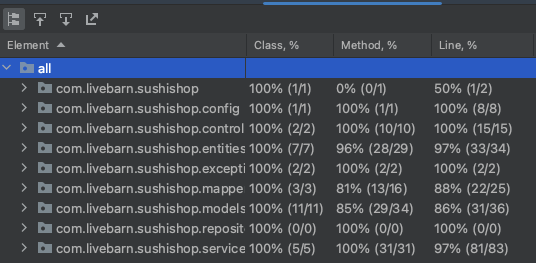 Element Class, % Method, % Line, %
all
com.livebarn.sushishop 100% (1/1) 0% (0/1) 50% (1/2)
com.livebarn.sushishop.config 100% (1/1) 100% (1/1) 100% (8/8)
com.livebarn.sushishop.control 100% (2/2) 100% (10/10) 100% (15/15)
com.livebarn.sushishop.entities 100% (7/7) 96% (28/29) 97% (33/34)
com.livebarn.sushishop.excepti 100% (2/2) 100% (2/2) 100% (2/2)
com.livebarn.sushishop.mappe 100% (3/3) 81% (13/16) 88% (22/25)
com.livebarn.sushishop.models 100% (11/11) 85% (29/34) 86% (31/36)
com.livebarn.sushishop.reposit 100% (0/0) 100% (0/0) 100% (0/0)
com.livebarn.sushishop.service 100% (5/5) 100% (31/31) 97% (81/83)